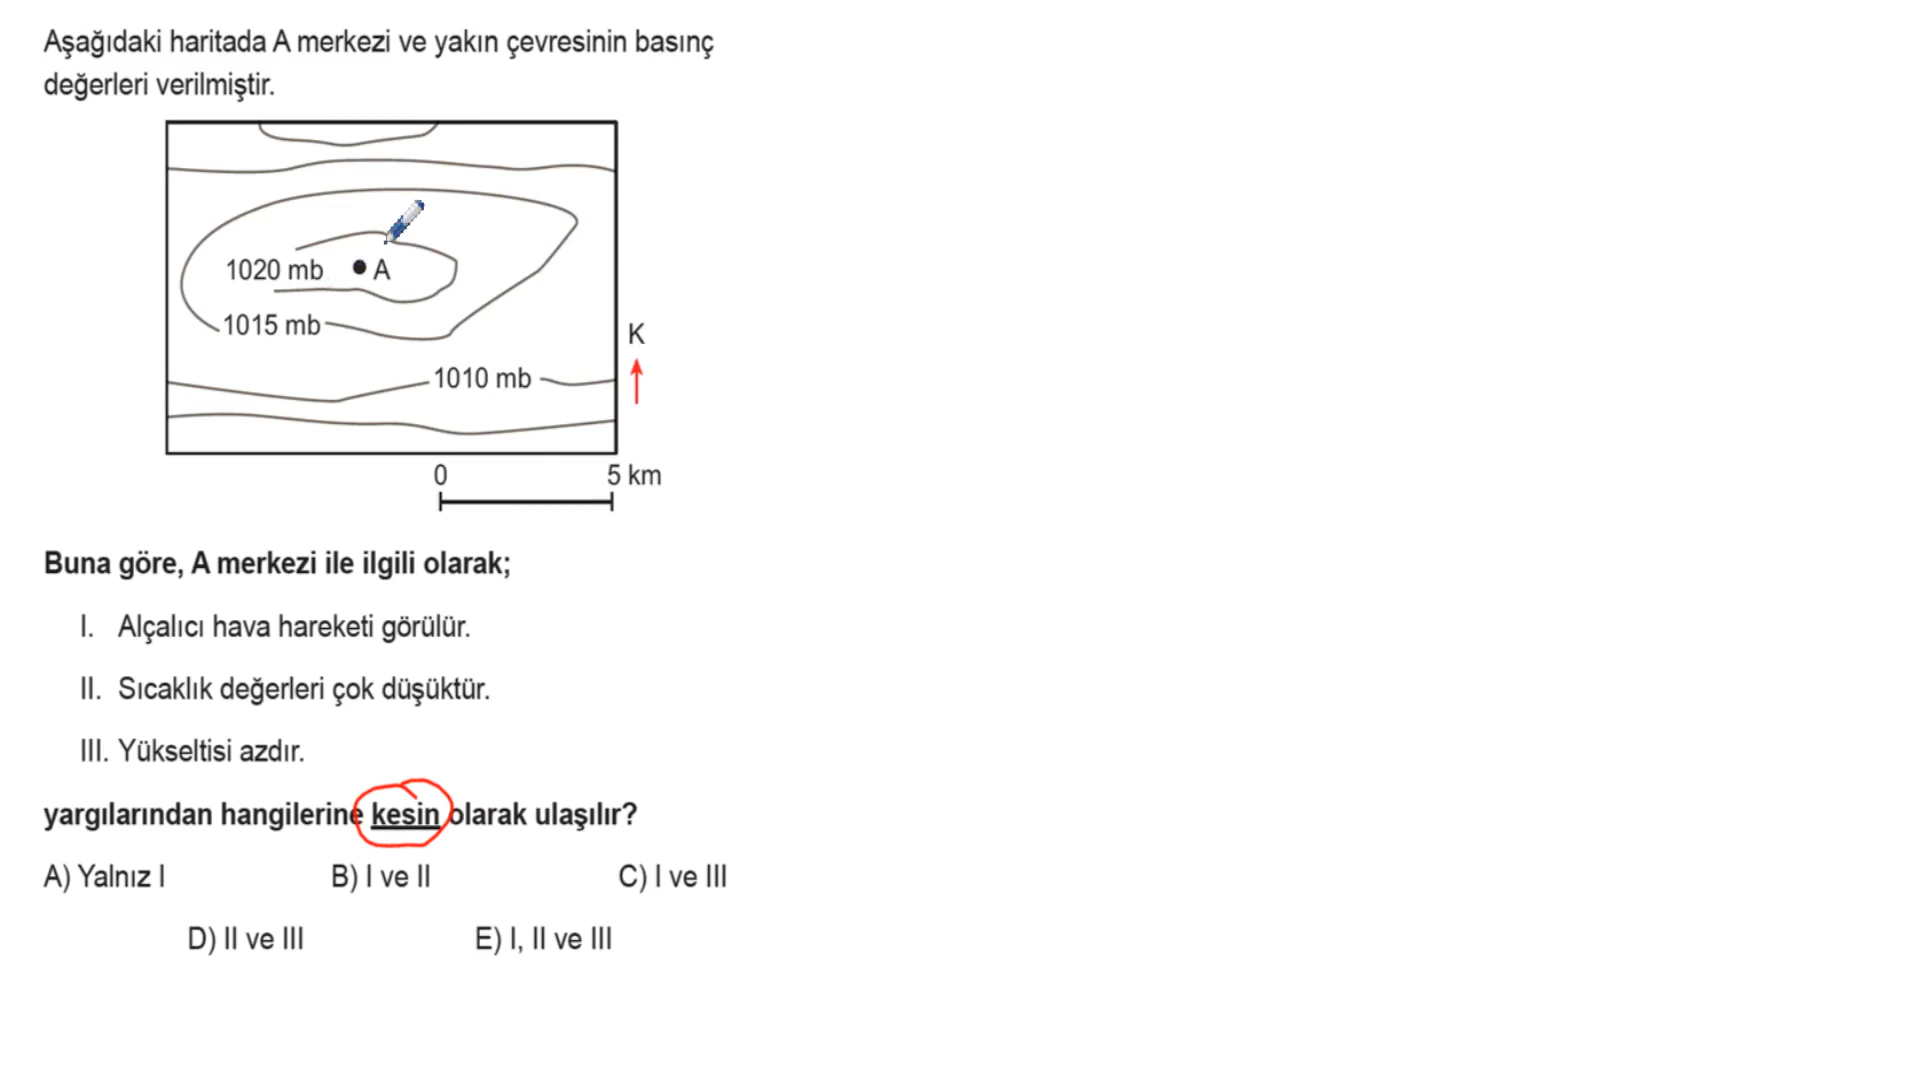 Aşağıdaki haritada A merkezi ve yakın çevresinin basınç
değerleri verilmiştir.
1020 mb A
1015 mb
K
1010 mb
0 5 km
Buna göre, A merkezi ile ilgili olarak;
I. Alçalıcı hava hareketi görülür.
II. Sıcaklık değerleri çok düşüktür.
III. Yükseltisi azdır.
yargılarından hangilerine kesin olarak ulaşılır?
A) Yalnız I B) I ve II C) I ve III
D) II ve III E) I, II ve III